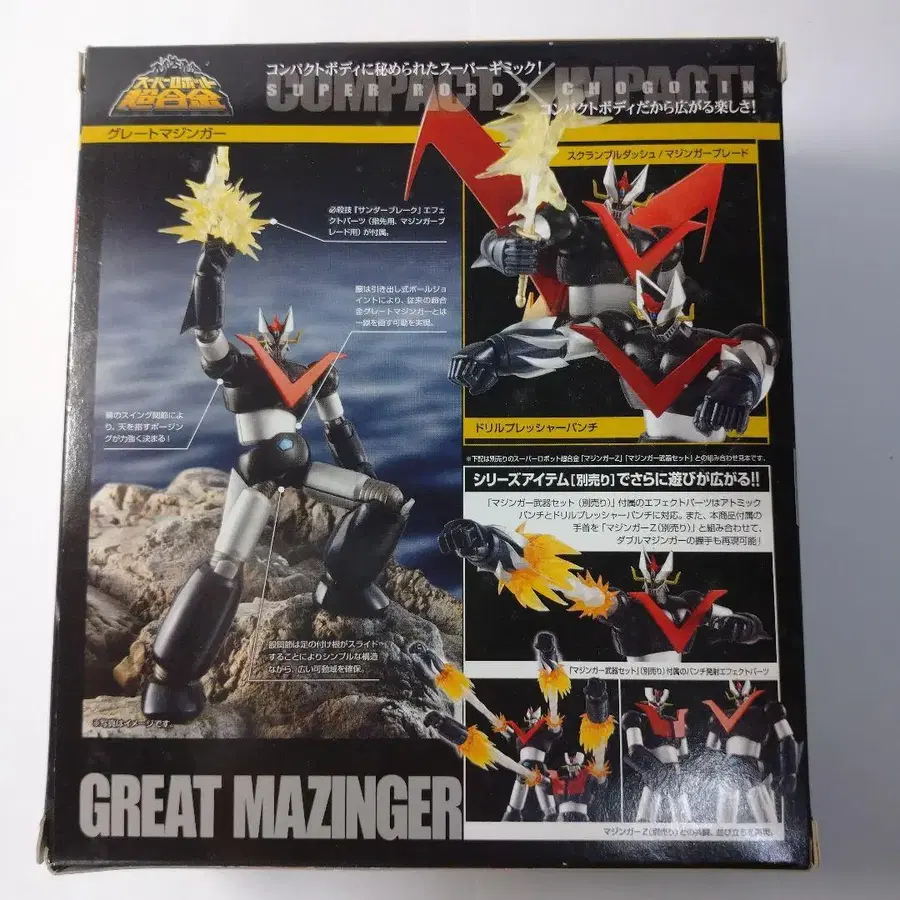 スーパーロボット
超合金
コンパクトボディに秘められたスーパーギミック!
COMPACT × IMPACT!
SUPER ROBOT CHOGOKIN
コンパクトボディだから広がる楽しさ!
グレートマジンガー
スクランブルダッシュ/マジンガーブレード
必殺技『サンダーブレーク』エフェ
クトパーツ(指先用、マジンガーブ
レード用)が付属。
肩は引き出し式ボールジョ
イントにより、従来の超合
金グレートマジンガーとは
一線を画す可動を実現。
肩のスイング関節によ
り、天を指すポージン
グが力強く決まる!
ドリルプレッシャーパンチ
※下記は別売りのスーパーロボット超合金「マジンガーZ」「マジンガー武器セット」との組み合わせ見本です。
シリーズアイテム[別売り]でさらに遊びが広がる!!
「マジンガー武器セット(別売り)」付属のエフェクトパーツはアトミック
パンチとドリルプレッシャーパンチに対応。また、本商品付属の
手首を「マジンガーZ(別売り)」と組み合わせて、
ダブルマジンガーの握手も再現可能!
股関節は足の付け根がスライド
することによりシンプルな構造
ながら、広い可動域を確保。
「マジンガー武器セット」(別売り)付属のパンチ発射エフェクトパーツ
※写真はイメージです。
GREAT MAZINGER
マジンガーZ(別売り)との共闘、並び立ちを再現。